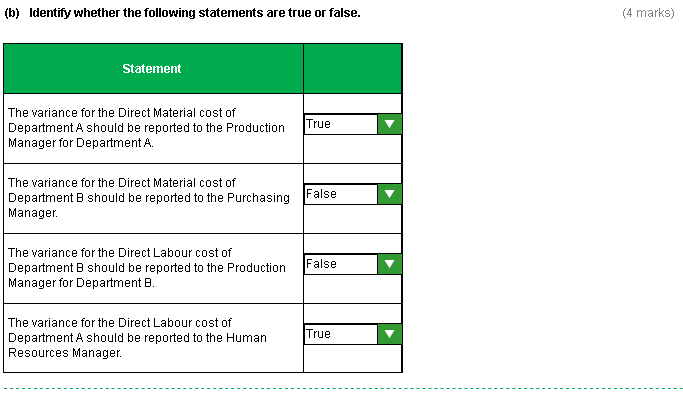 (b) Identify whether the following statements are true or false. (4 marks)
Statement
The variance for the Direct Material cost of
Department A should be reported to the Production
Manager for Department A.
True
The variance for the Direct Material cost of
Department B should be reported to the Purchasing
Manager.
False
The variance for the Direct Labour cost of
Department B should be reported to the Production
Manager for Department B.
False
The variance for the Direct Labour cost of
Department A should be reported to the Human
Resources Manager.
True